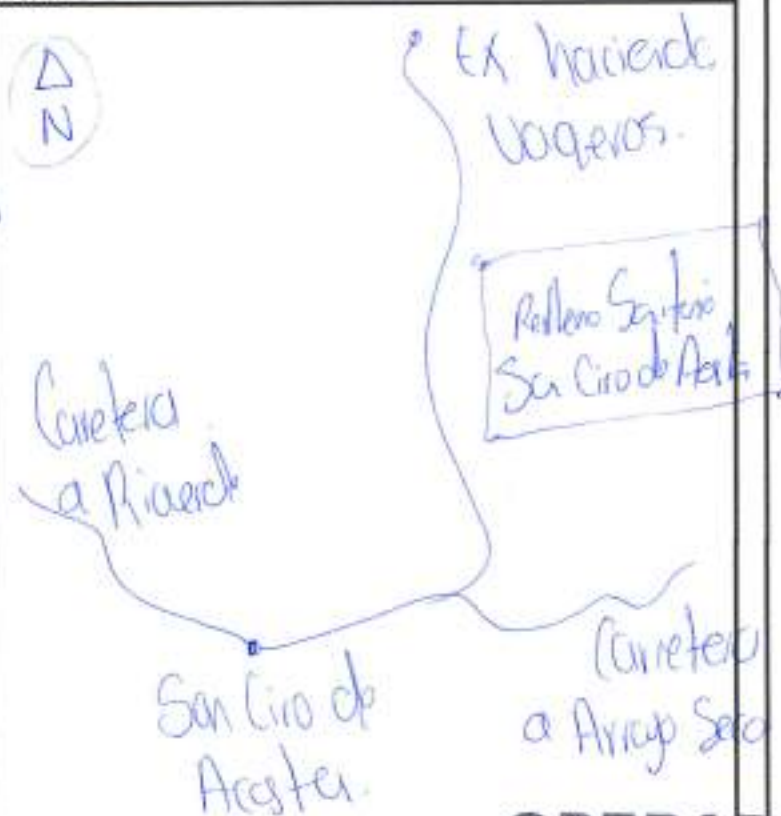 N
Ex hacienda
Vaqueros.
Relleno Sanitario
San Ciro de Acosta
Carretera
a Rioverde
San Ciro de
Acosta.
Carretera
a Arroyo Seco